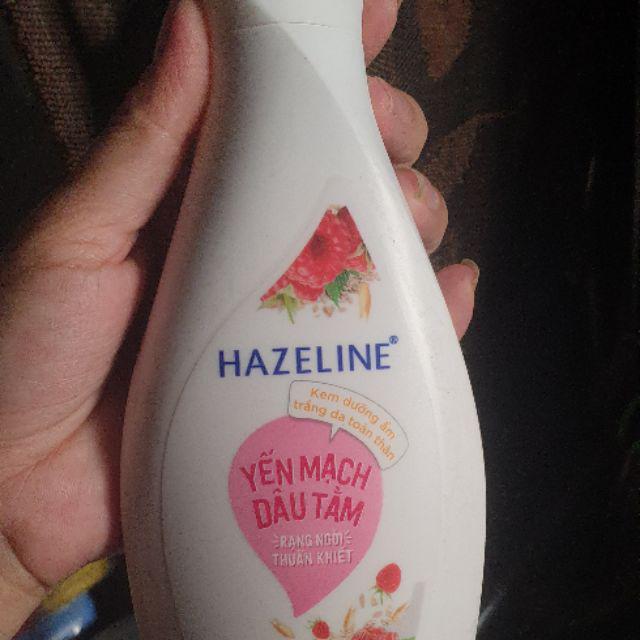 HAZELINE®
Kem dưỡng ẩm
trắng da toàn thân
YẾN MẠCH
DÂU TẰM
RẠNG NGỜI
THUẦN KHIẾT